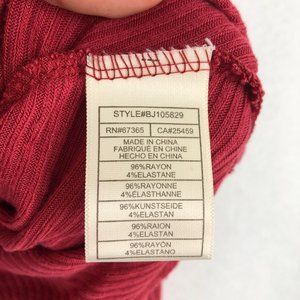 STYLE#BJ105829
RN#67365 CA#25459
MADE IN CHINA
FABRIQUÉ EN CHINE
HECHO EN CHINA
96%RAYON
4%ELASTANE
96%RAYONNE
4%ÉLASTHANNE
96%KUNSTSEIDE
4%ELASTAN
96%RAION
4%ELASTAN
96%RAYÓN
4%ELASTANO